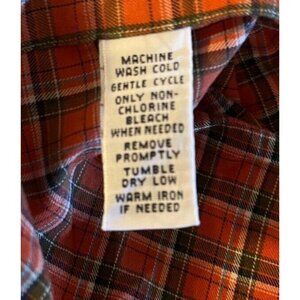 MACHINE
WASH COLD
GENTLE CYCLE
ONLY NON-
CHLORINE
BLEACH
WHEN NEEDED
REMOVE
PROMPTLY
TUMBLE
DRY LOW
WARM IRON
IF NEEDED